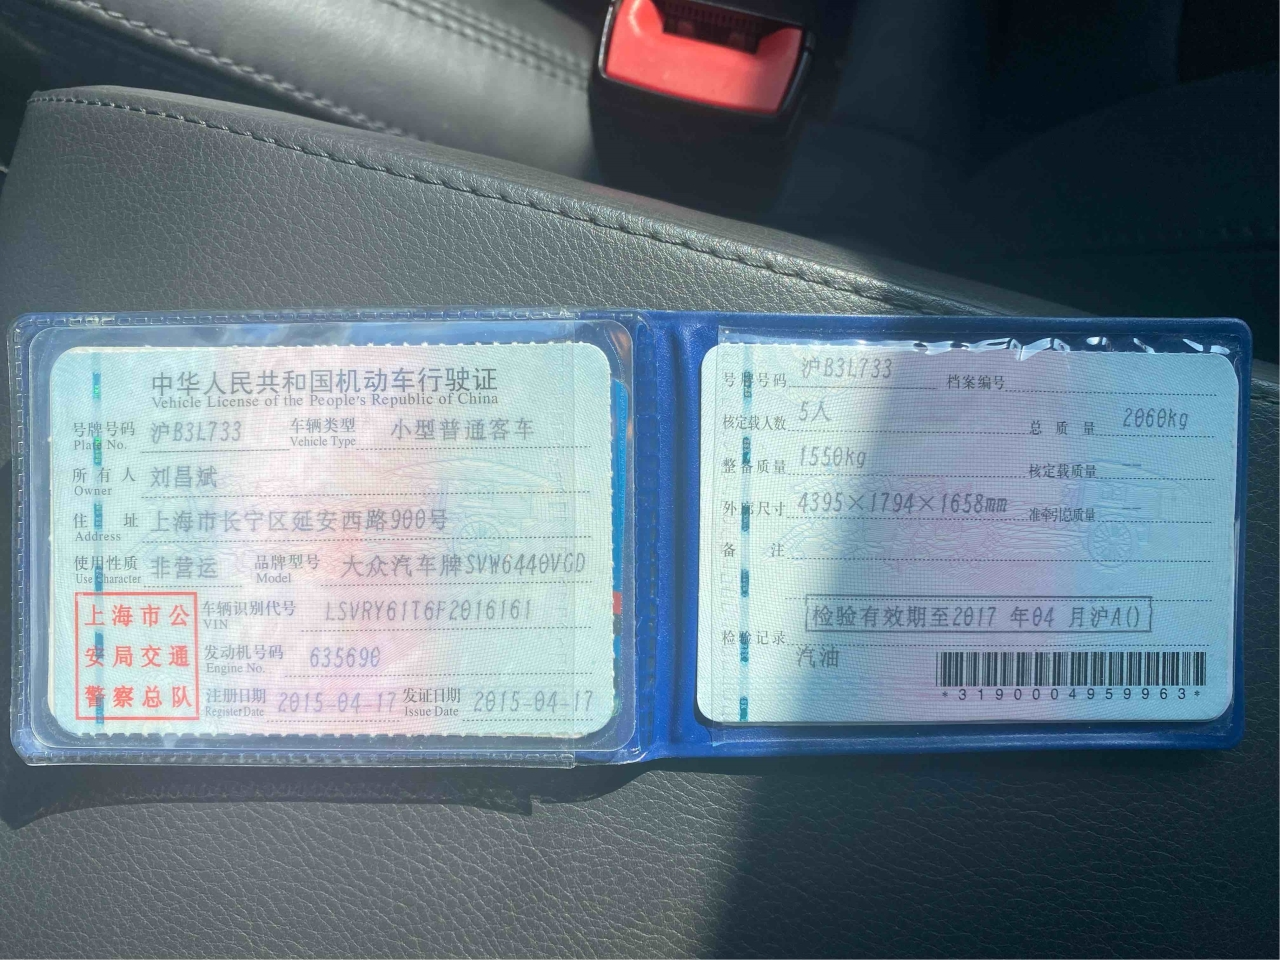 中华人民共和国机动车行驶证
Vehicle License of the People's Republic of China
号牌号码 沪B3L733 车辆类型 小型普通客车
Plate No. Vehicle Type
所有人 刘昌斌
Owner
住址 上海市长宁区延安西路900号
Address
使用性质 非营运 品牌型号 大众汽车牌SVW6440VGD
Use Character Model
上海市公
安局交通
警察总队
车辆识别代号 LSVRY61T6F2016161
VIN
发动机号码 635690
Engine No.
注册日期 2015-04-17 发证日期 2015-04-17
Register Date Issue Date
号牌号码 沪B3L733 档案编号
核定载人数 5人 总质量 2060kg
整备质量 1550kg 核定载质量 --
外廓尺寸 4395×1794×1658mm 准牵引总质量 --
备注
检验有效期至2017 年04 月沪A()
检验记录
汽油
*3190004959963*